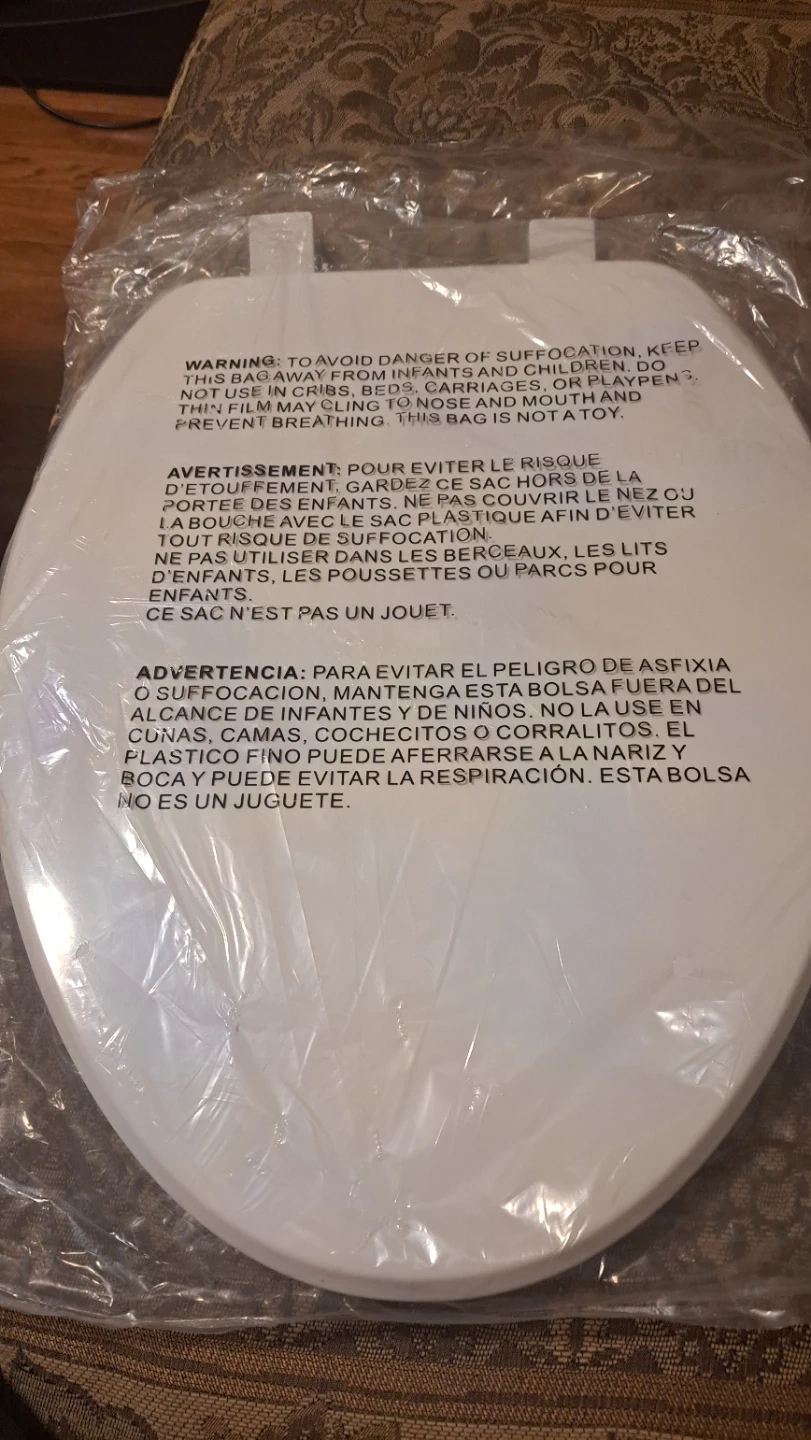 WARNING: TO AVOID DANGER OF SUFFOCATION, KEEP
THIS BAG AWAY FROM INFANTS AND CHILDREN. DO
NOT USE IN CRIBS, BEDS, CARRIAGES, OR PLAYPENS.
THIN FILM MAY CLING TO NOSE AND MOUTH AND
PREVENT BREATHING. THIS BAG IS NOT A TOY.
AVERTISSEMENT: POUR EVITER LE RISQUE
D'ETOUFFEMENT, GARDEZ CE SAC HORS DE LA
PORTEE DES ENFANTS. NE PAS COUVRIR LE NEZ OU
LA BOUCHE AVEC LE SAC PLASTIQUE AFIN D'EVITER
TOUT RISQUE DE SUFFOCATION.
NE PAS UTILISER DANS LES BERCEAUX, LES LITS
D'ENFANTS, LES POUSSETTES OU PARCS POUR
ENFANTS.
CE SAC N'EST PAS UN JOUET.
ADVERTENCIA: PARA EVITAR EL PELIGRO DE ASFIXIA
O SUFFOCACION, MANTENGA ESTA BOLSA FUERA DEL
ALCANCE DE INFANTES Y DE NIÑOS. NO LA USE EN
CUNAS, CAMAS, COCHECITOS O CORRALITOS. EL
PLASTICO FINO PUEDE AFERRARSE A LA NARIZ Y
BOCA Y PUEDE EVITAR LA RESPIRACIÓN. ESTA BOLSA
NO ES UN JUGUETE.